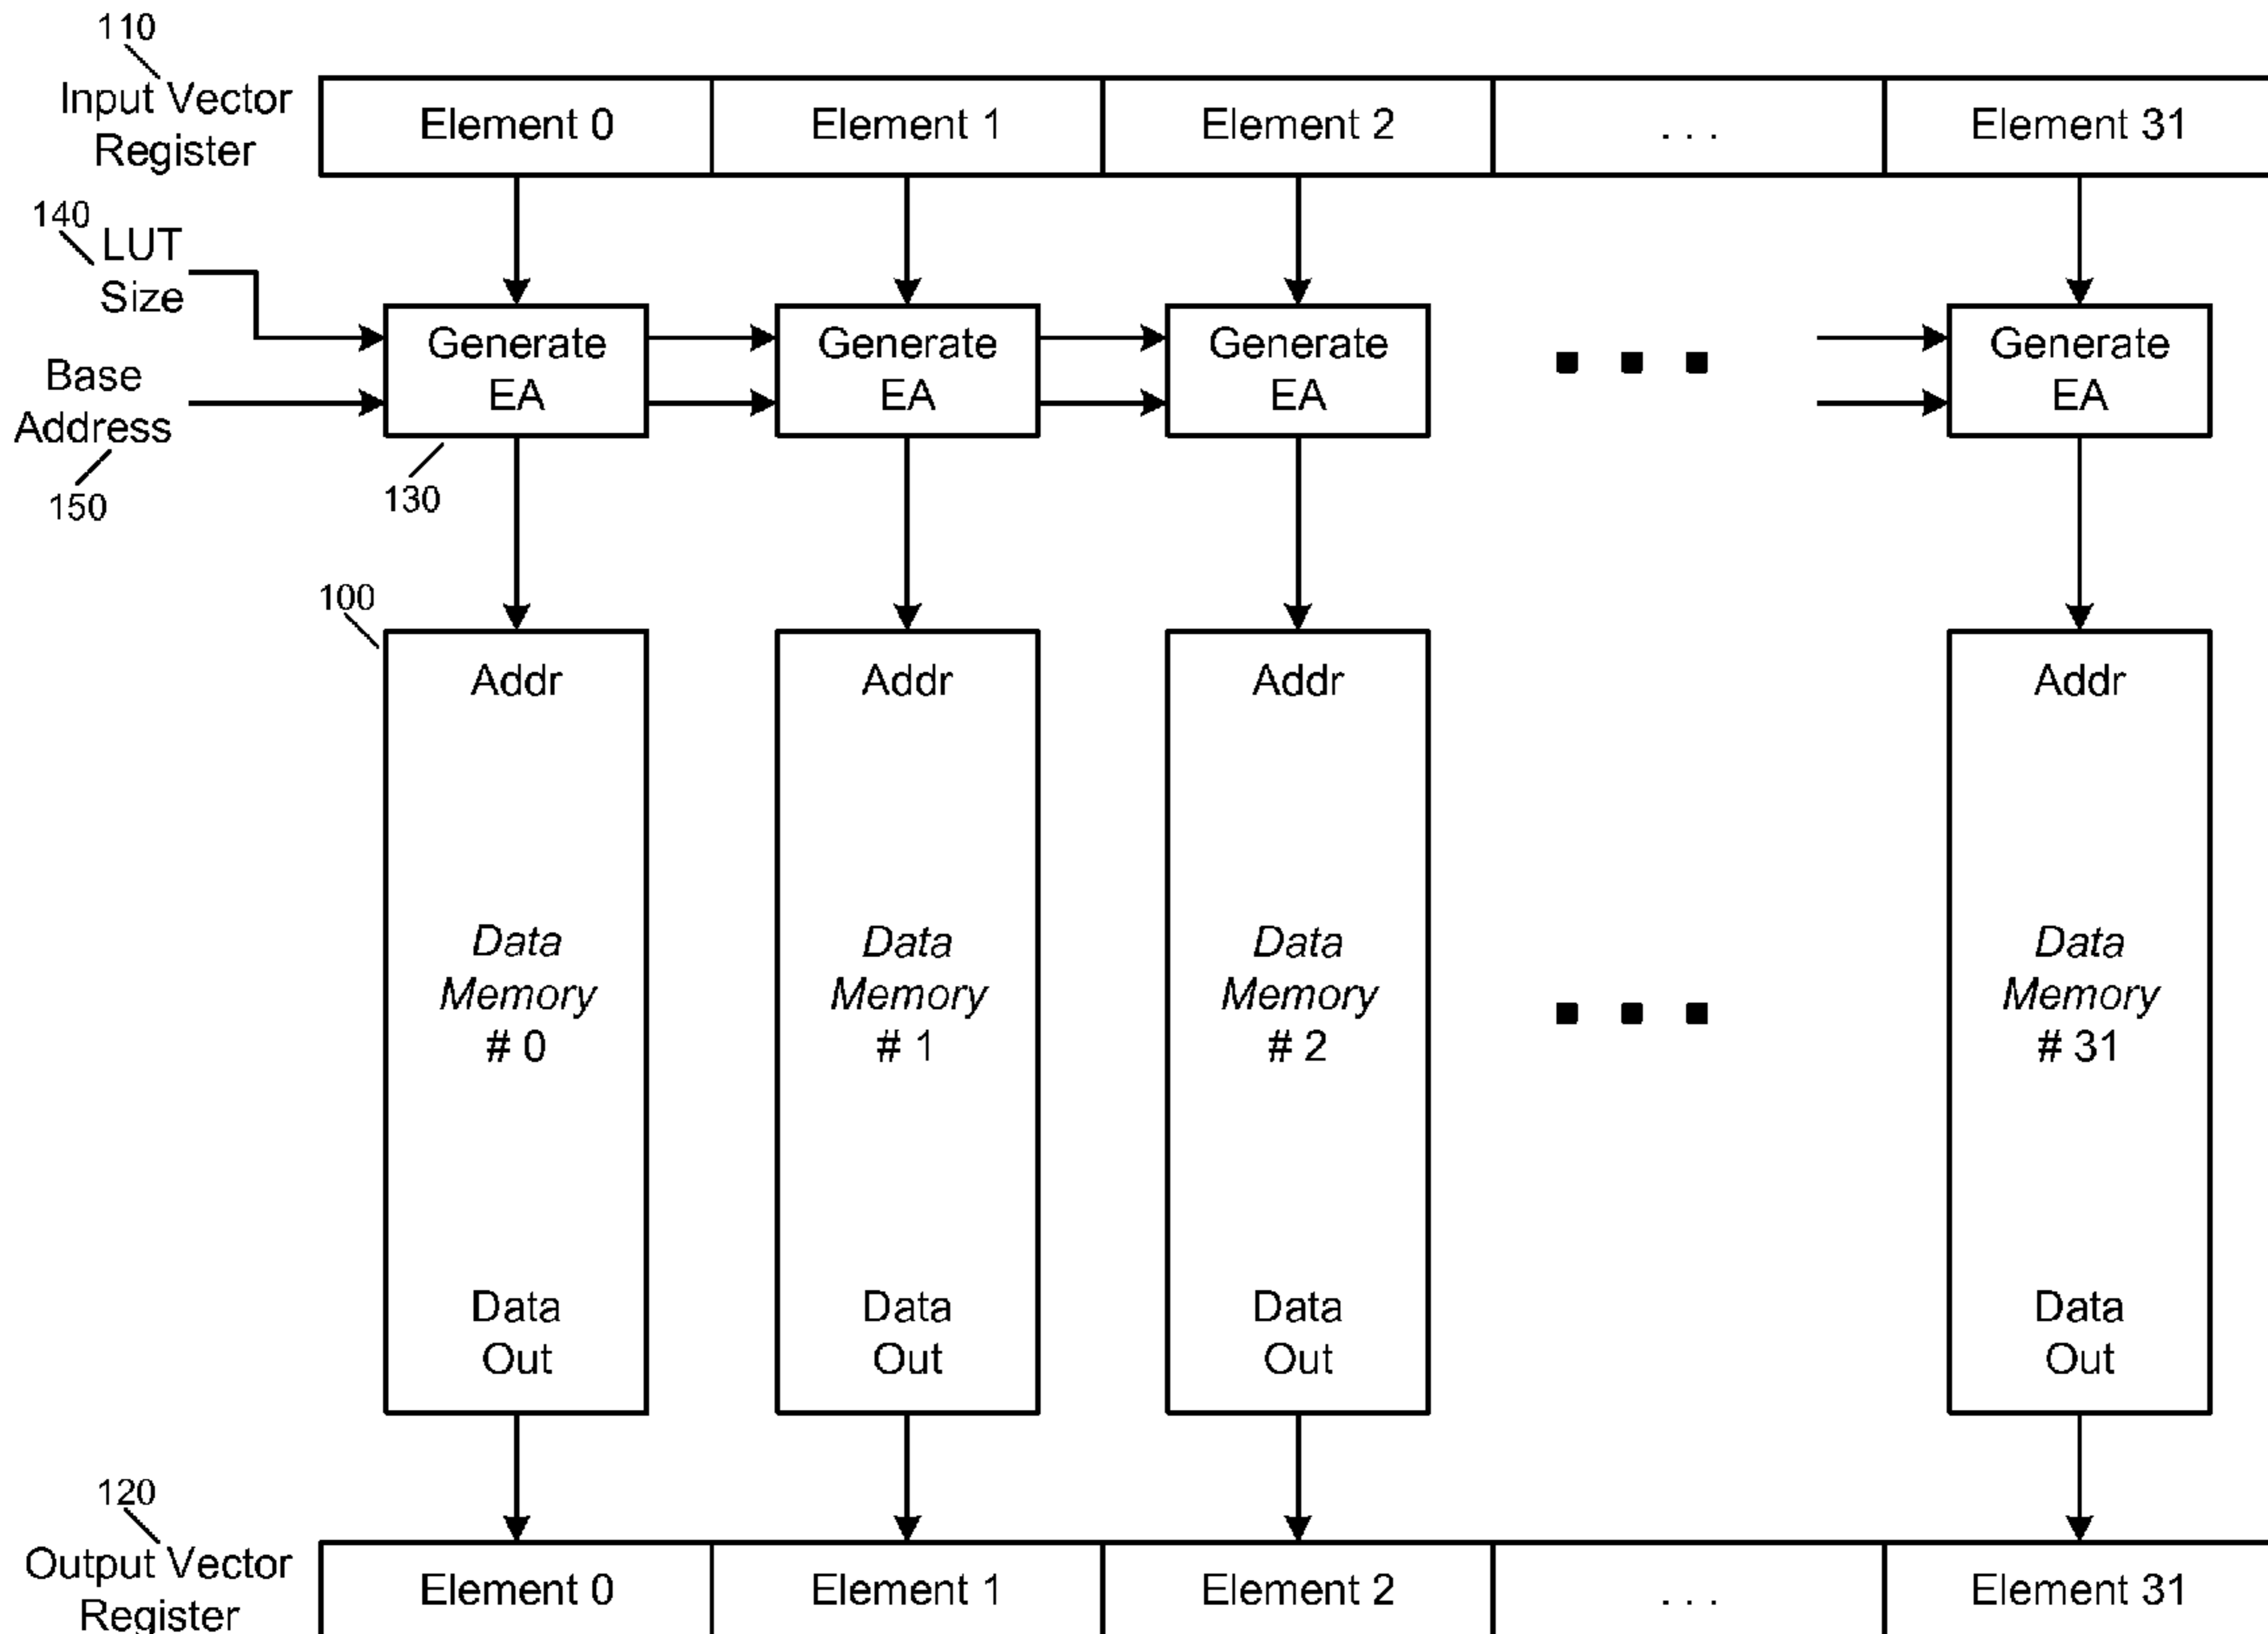 110
Input Vector
Register
Element 0 Element 1 Element 2 . . . Element 31
140
LUT
Size
Base
Address
150
Generate
EA
Generate
EA
Generate
EA
Generate
EA
130
100
Addr Addr Addr Addr
Data
Memory
# 0
Data
Memory
# 1
Data
Memory
# 2
Data
Memory
# 31
Data
Out
Data
Out
Data
Out
Data
Out
120
Output Vector
Register
Element 0 Element 1 Element 2 . . . Element 31